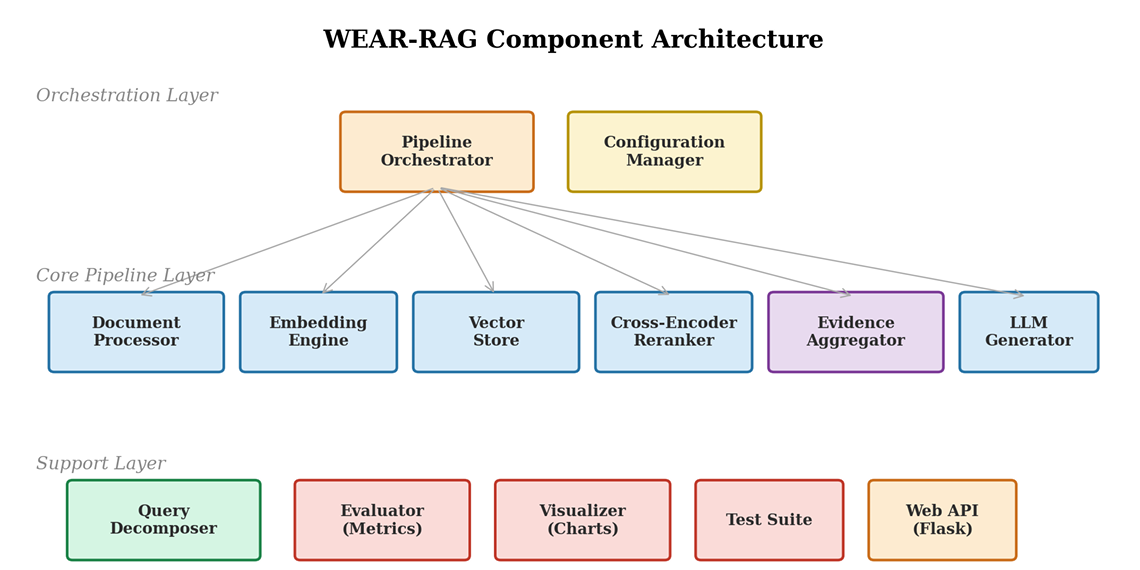 WEAR-RAG Component Architecture
Orchestration Layer
Pipeline
Orchestrator
Configuration
Manager
Core Pipeline Layer
Document
Processor
Embedding
Engine
Vector
Store
Cross-Encoder
Reranker
Evidence
Aggregator
LLM
Generator
Support Layer
Query
Decomposer
Evaluator
(Metrics)
Visualizer
(Charts)
Test Suite
Web API
(Flask)